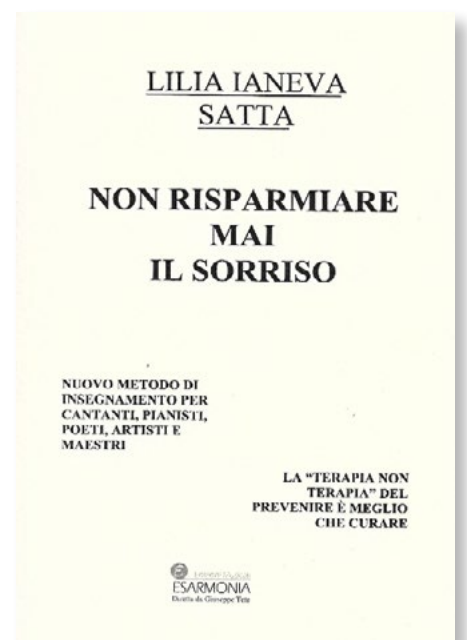 LILIA IANEVA
SATTA
NON RISPARMIARE
MAI
IL SORRISO
NUOVO METODO DI
INSEGNAMENTO PER
CANTANTI, PIANISTI,
POETI, ARTISTI E
MAESTRI
LA “TERAPIA NON
TERAPIA” DEL
PREVENIRE È MEGLIO
CHE CURARE
ESARMONIA
Diretta da Giuseppe Tete